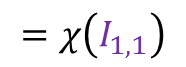 = χ(I₁,₁)